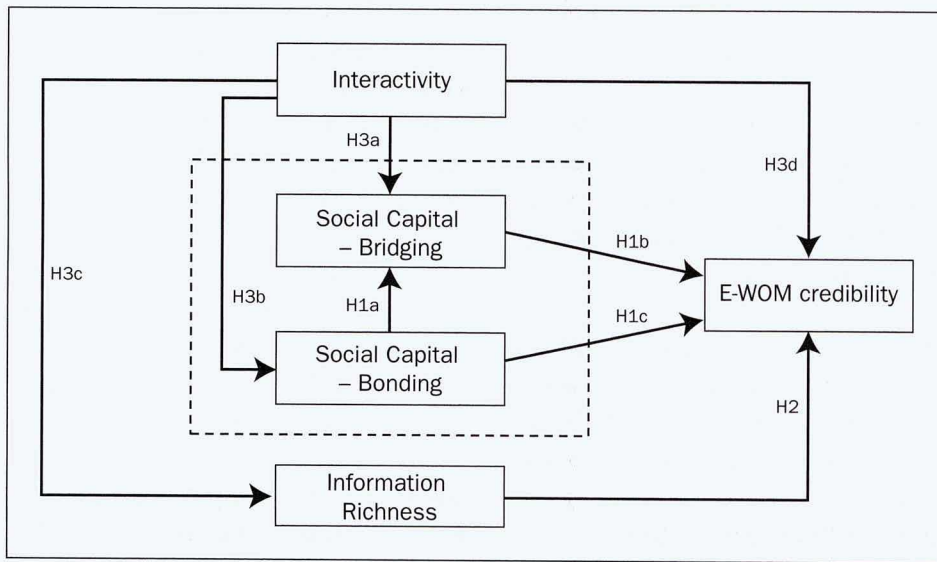 Interactivity
H3a
H3d
Social Capital
– Bridging
H1b
H3c
H3b
H1a
E-WOM credibility
H1c
Social Capital
– Bonding
H2
Information
Richness